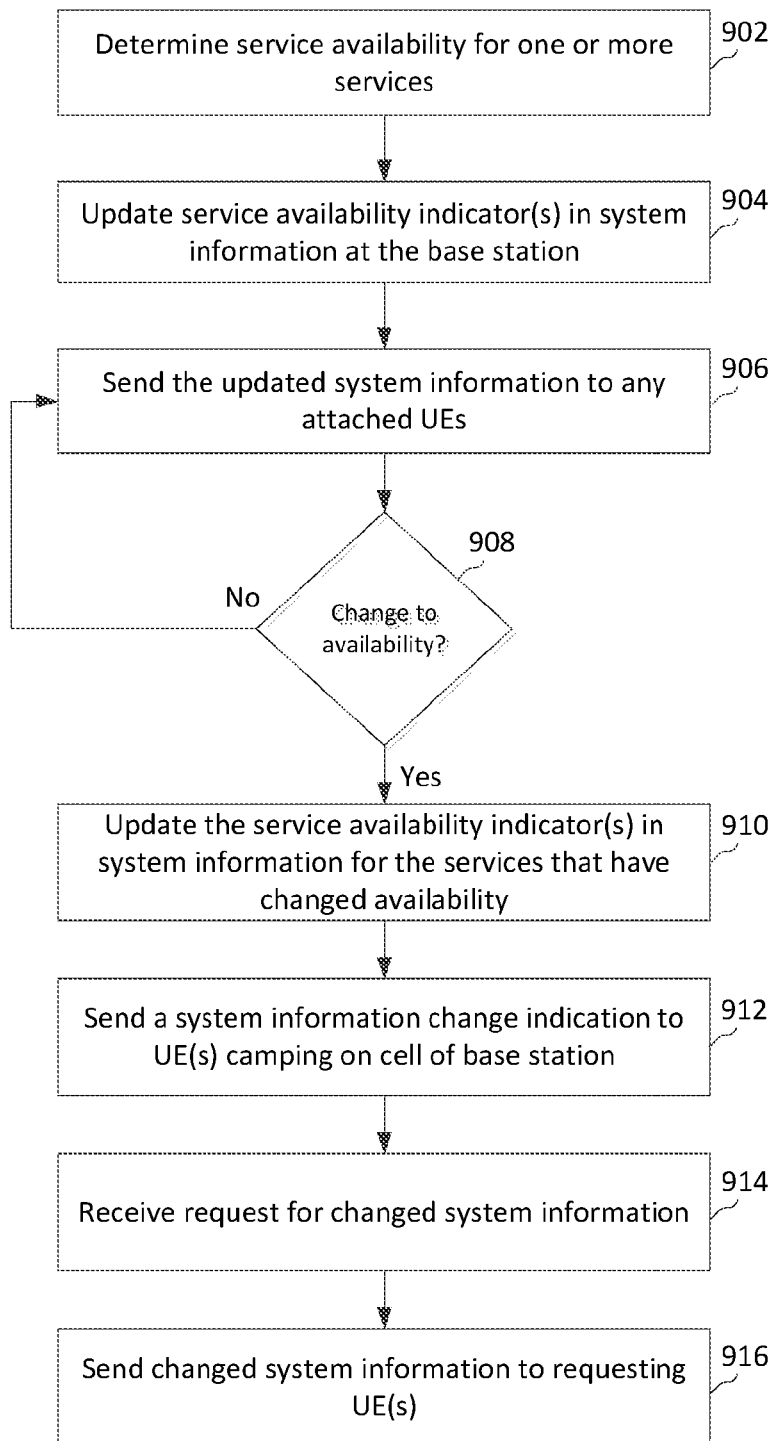 Determine service availability for one or more
services
902
Update service availability indicator(s) in system
information at the base station
904
Send the updated system information to any
attached UEs
906
908
Change to
availability?
No
Yes
Update the service availability indicator(s) in
system information for the services that have
changed availability
910
Send a system information change indication to
UE(s) camping on cell of base station
912
Receive request for changed system information
914
Send changed system information to requesting
UE(s)
916